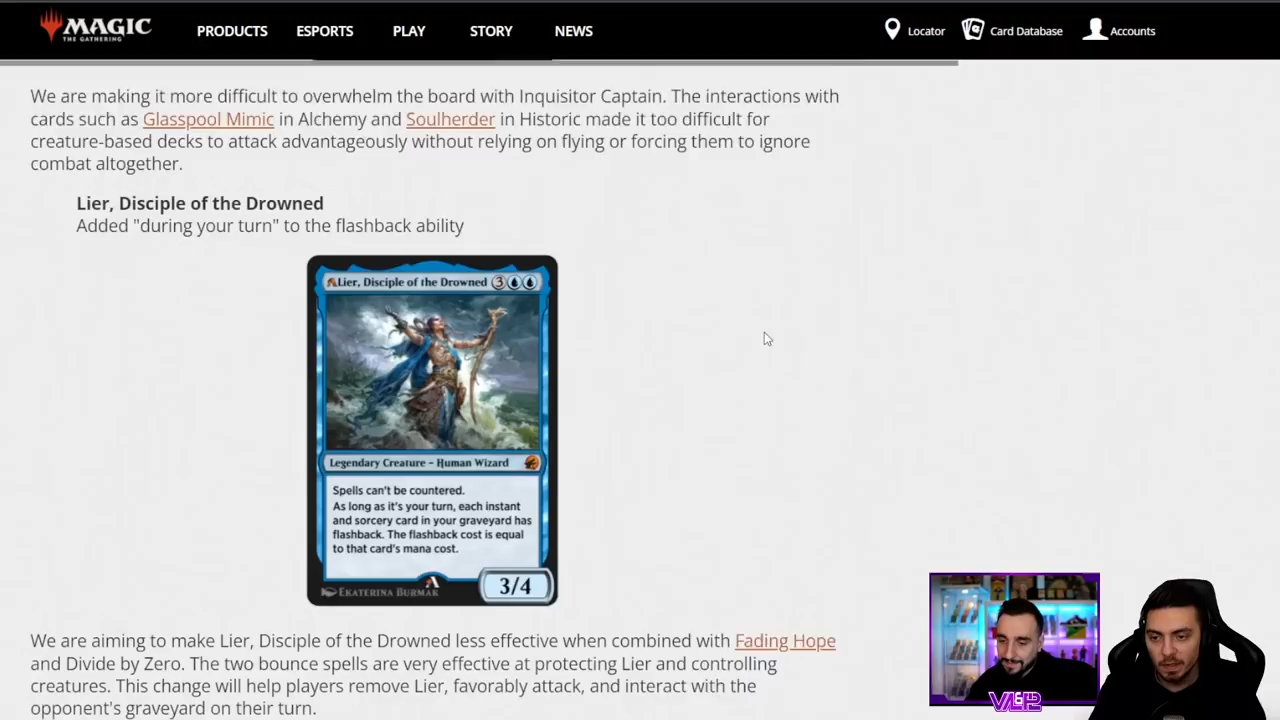 MAGIC
THE GATHERING
PRODUCTS ESPORTS PLAY STORY NEWS
Locator Card Database Accounts
We are making it more difficult to overwhelm the board with Inquisitor Captain. The interactions with
cards such as Glasspool Mimic in Alchemy and Soulherder in Historic made it too difficult for
creature-based decks to attack advantageously without relying on flying or forcing them to ignore
combat altogether.
Lier, Disciple of the Drowned
Added "during your turn" to the flashback ability
Lier, Disciple of the Drowned 3
Legendary Creature – Human Wizard
Spells can't be countered.
As long as it's your turn, each instant
and sorcery card in your graveyard has
flashback. The flashback cost is equal
to that card's mana cost.
3/4
Ekaterina Burmak
We are aiming to make Lier, Disciple of the Drowned less effective when combined with Fading Hope
and Divide by Zero. The two bounce spells are very effective at protecting Lier and controlling
creatures. This change will help players remove Lier, favorably attack, and interact with the
opponent's graveyard on their turn.